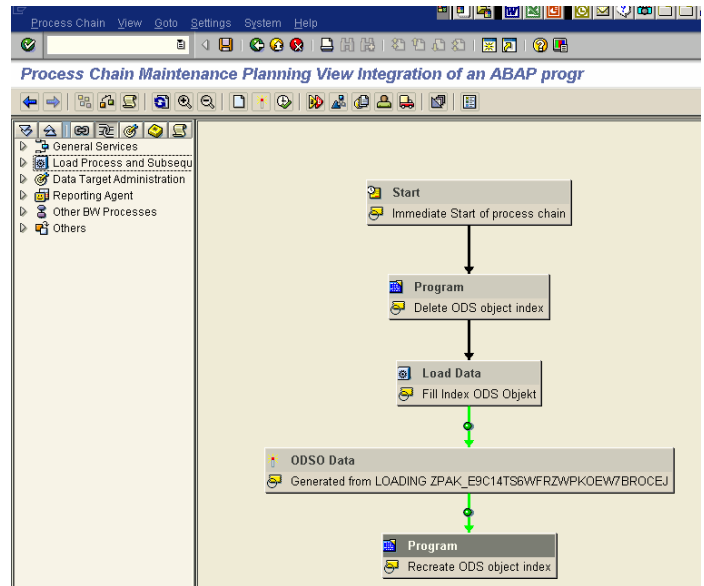 Process Chain View Goto Settings System Help
Process Chain Maintenance Planning View Integration of an ABAP progr
General Services
Load Process and Subsequ
Data Target Administration
Reporting Agent
Other BW Processes
Others
Start
Immediate Start of process chain
Program
Delete ODS object index
Load Data
Fill Index ODS Objekt
ODSO Data
Generated from LOADING ZPAK_E9C14TS6WFRZWPKOEW7BROCEJ
Program
Recreate ODS object index